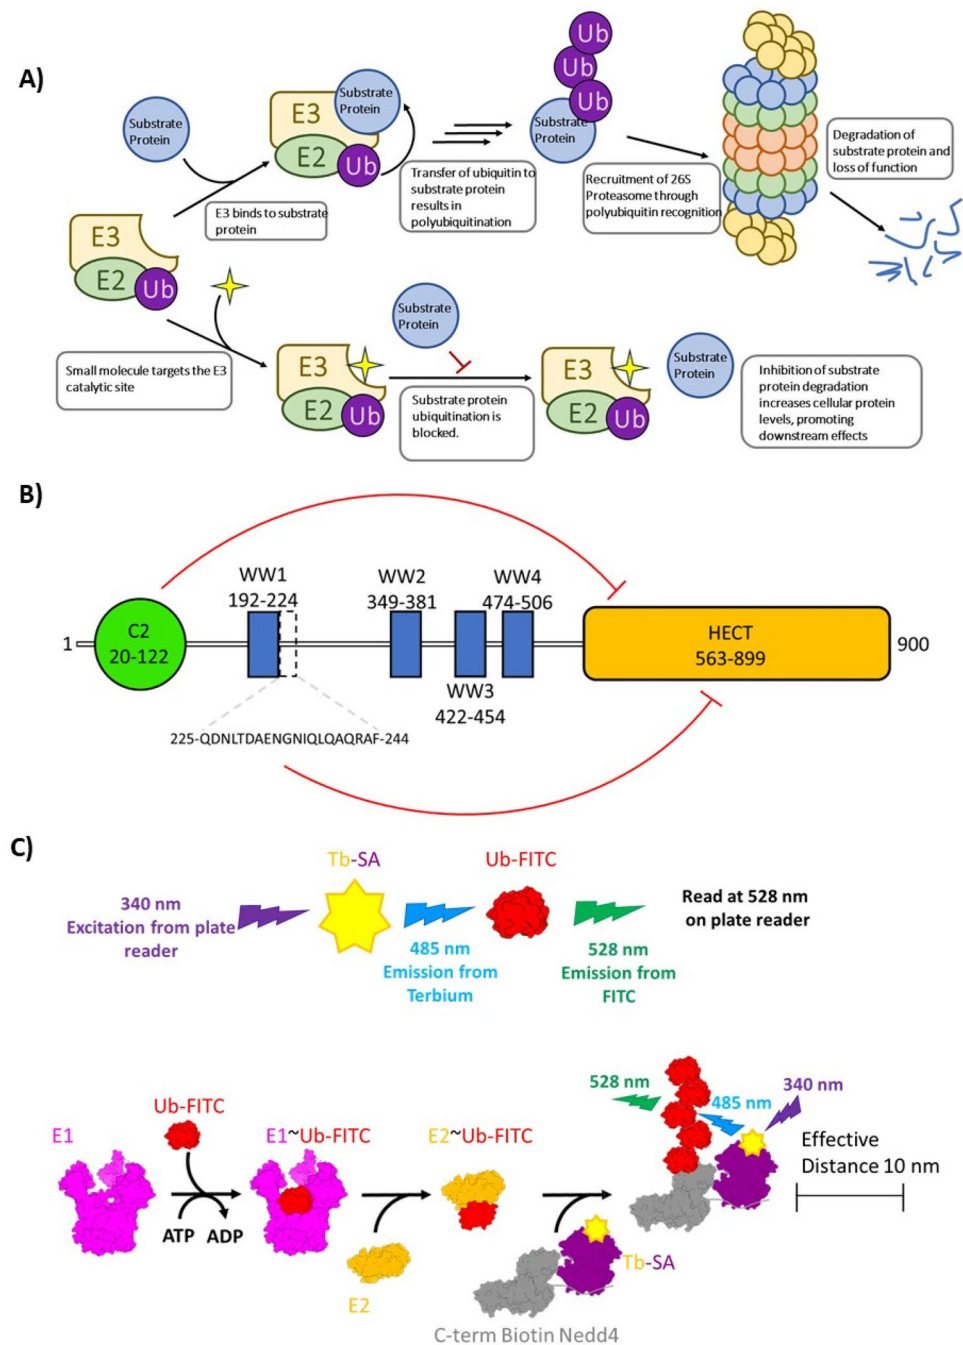 A)
Substrate
Protein
E3
E2
Ub
Substrate
Protein
Ub
Ub
Ub
Substrate
Protein
E3 binds to substrate
protein
Transfer of ubiquitin to
substrate protein
results in
polyubiquitination
Recruitment of 26S
Proteasome through
polyubiquitin recognition
Degradation of
substrate protein and
loss of function
E3
E2
Ub
Small molecule targets the E3
catalytic site
E3
E2
Ub
Substrate
Protein
Substrate protein
ubiquitination is
blocked.
E3
E2
Ub
Substrate
Protein
Inhibition of substrate
protein degradation
increases cellular protein
levels, promoting
downstream effects
B)
1
C2
20-122
WW1
192-224
WW2
349-381
WW4
474-506
WW3
422-454
HECT
563-899
900
225-QDNLTDAENGNIQLQAQRAF-244
C)
340 nm
Excitation from plate
reader
Tb-SA
485 nm
Emission from
Terbium
Ub-FITC
528 nm
Emission from
FITC
Read at 528 nm
on plate reader
E1
Ub-FITC
ATP ADP
E1~Ub-FITC
E2
E2~Ub-FITC
Tb-SA
C-term Biotin Nedd4
528 nm
485 nm
340 nm
Effective
Distance 10 nm